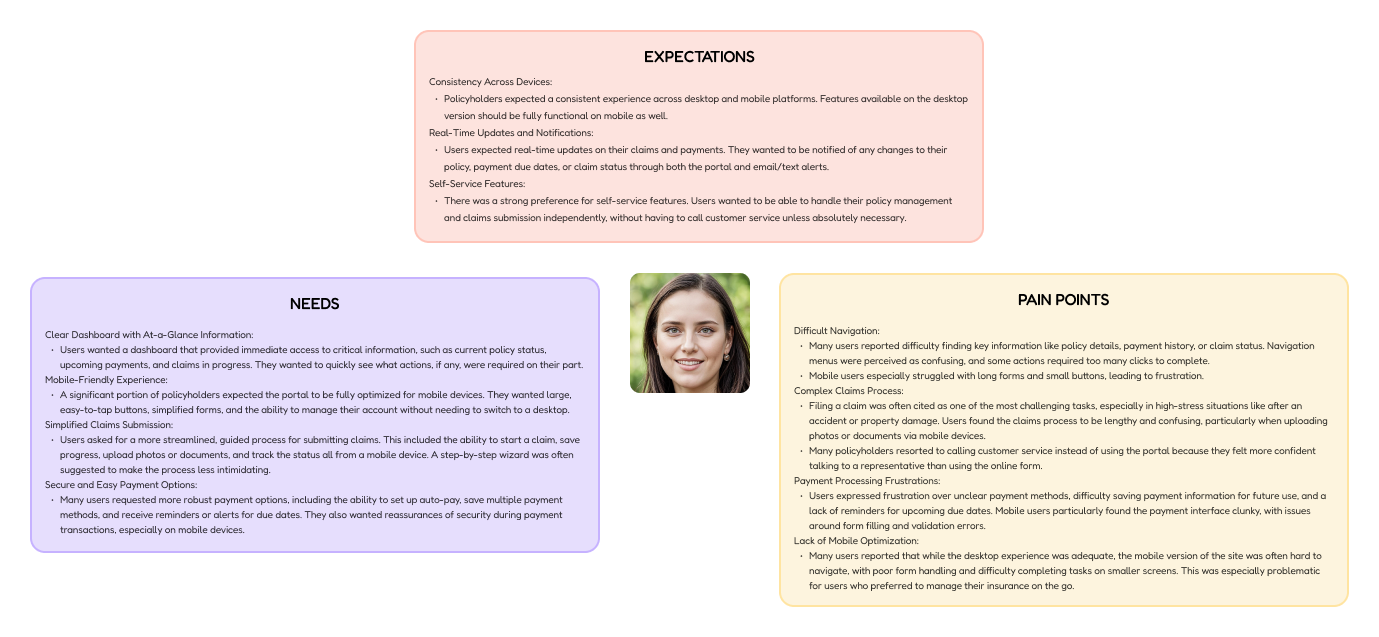 EXPECTATIONS
Consistency Across Devices:
• Policyholders expected a consistent experience across desktop and mobile platforms. Features available on the desktop
version should be fully functional on mobile as well.
Real-Time Updates and Notifications:
• Users expected real-time updates on their claims and payments. They wanted to be notified of any changes to their
policy, payment due dates, or claim status through both the portal and email/text alerts.
Self-Service Features:
• There was a strong preference for self-service features. Users wanted to be able to handle their policy management
and claims submission independently, without having to call customer service unless absolutely necessary.
NEEDS
Clear Dashboard with At-a-Glance Information:
• Users wanted a dashboard that provided immediate access to critical information, such as current policy status,
upcoming payments, and claims in progress. They wanted to quickly see what actions, if any, were required on their part.
Mobile-Friendly Experience:
• A significant portion of policyholders expected the portal to be fully optimized for mobile devices. They wanted large,
easy-to-tap buttons, simplified forms, and the ability to manage their account without needing to switch to a desktop.
Simplified Claims Submission:
• Users asked for a more streamlined, guided process for submitting claims. This included the ability to start a claim, save
progress, upload photos or documents, and track the status all from a mobile device. A step-by-step wizard was often
suggested to make the process less intimidating.
Secure and Easy Payment Options:
• Many users requested more robust payment options, including the ability to set up auto-pay, save multiple payment
methods, and receive reminders or alerts for due dates. They also wanted reassurances of security during payment
transactions, especially on mobile devices.
PAIN POINTS
Difficult Navigation:
• Many users reported difficulty finding key information like policy details, payment history, or claim status. Navigation
menus were perceived as confusing, and some actions required too many clicks to complete.
• Mobile users especially struggled with long forms and small buttons, leading to frustration.
Complex Claims Process:
• Filing a claim was often cited as one of the most challenging tasks, especially in high-stress situations like after an
accident or property damage. Users found the claims process to be lengthy and confusing, particularly when uploading
photos or documents via mobile devices.
• Many policyholders resorted to calling customer service instead of using the portal because they felt more confident
talking to a representative than using the online form.
Payment Processing Frustrations:
• Users expressed frustration over unclear payment methods, difficulty saving payment information for future use, and a
lack of reminders for upcoming due dates. Mobile users particularly found the payment interface clunky, with issues
around form filling and validation errors.
Lack of Mobile Optimization:
• Many users reported that while the desktop experience was adequate, the mobile version of the site was often hard to
navigate, with poor form handling and difficulty completing tasks on smaller screens. This was especially problematic
for users who preferred to manage their insurance on the go.